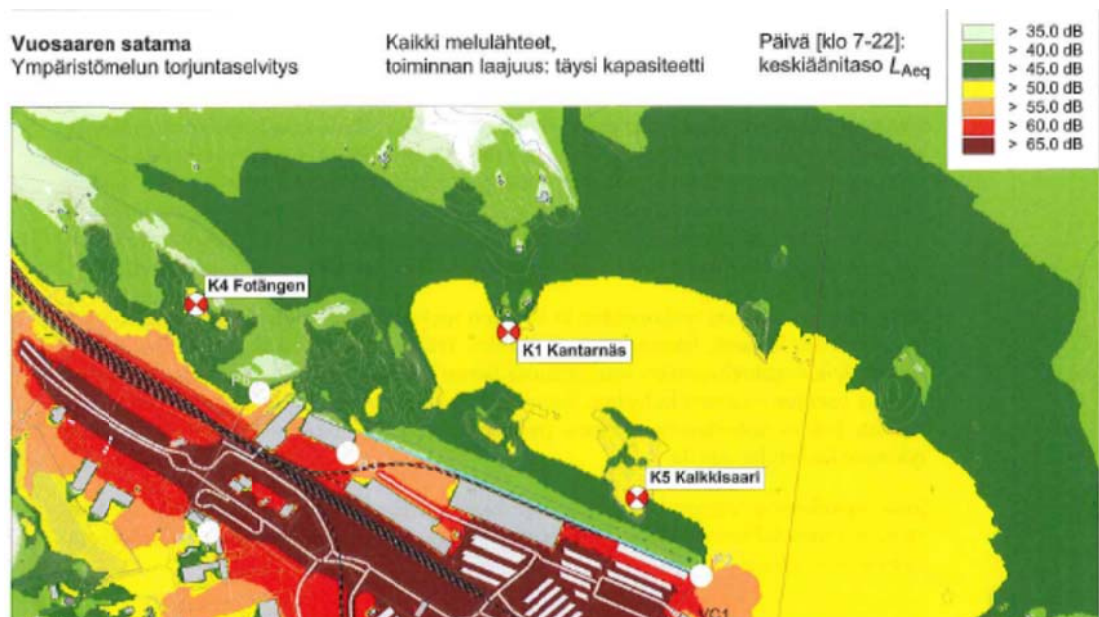 Vuosaaren satama
Ympäristömelun torjuntaselvitys
Kaikki melulähteet,
toiminnan laajuus: täysi kapasiteetti
Päivä [klo 7-22]:
keskiäänitaso LAeq
> 35.0 dB
> 40.0 dB
> 45.0 dB
> 50.0 dB
> 55.0 dB
> 60.0 dB
> 65.0 dB
K4 Fotängen
K1 Kantarnäs
K5 Kalkkisaari